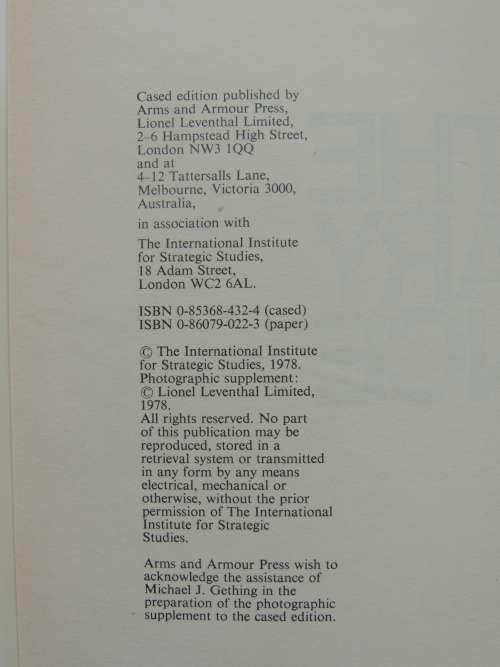 Cased edition published by
Arms and Armour Press,
Lionel Leventhal Limited,
2–6 Hampstead High Street,
London NW3 1QQ
and at
4–12 Tattersalls Lane,
Melbourne, Victoria 3000,
Australia,
in association with
The International Institute
for Strategic Studies,
18 Adam Street,
London WC2 6AL.
ISBN 0-85368-432-4 (cased)
ISBN 0-86079-022-3 (paper)
© The International Institute
for Strategic Studies, 1978.
Photographic supplement:
© Lionel Leventhal Limited,
1978.
All rights reserved. No part
of this publication may be
reproduced, stored in a
retrieval system or transmitted
in any form by any means
electrical, mechanical or
otherwise, without the prior
permission of The International
Institute for Strategic
Studies.
Arms and Armour Press wish to
acknowledge the assistance of
Michael J. Gething in the
preparation of the photographic
supplement to the cased edition.